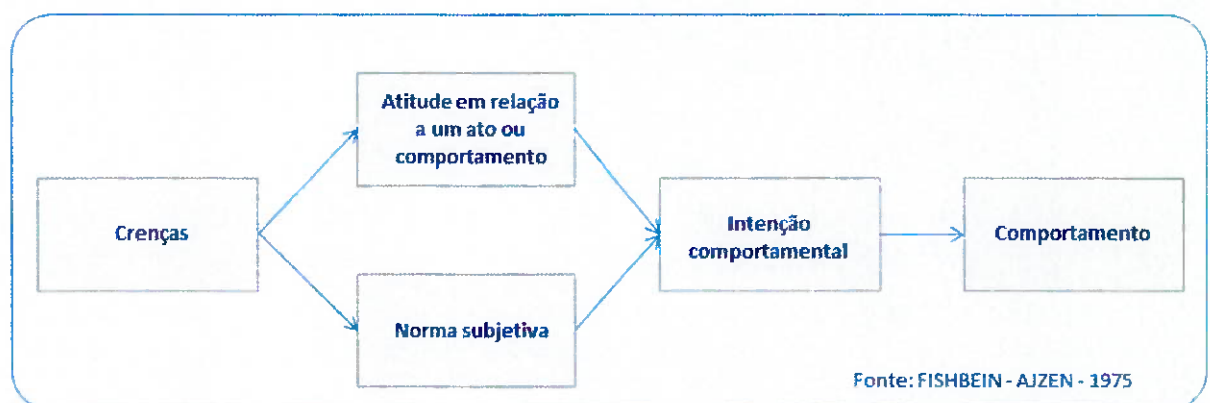 Atitude em relação
a um ato ou
comportamento
Crenças
Intenção
comportamental
Comportamento
Norma subjetiva
Fonte: FISHBEIN - AJZEN - 1975